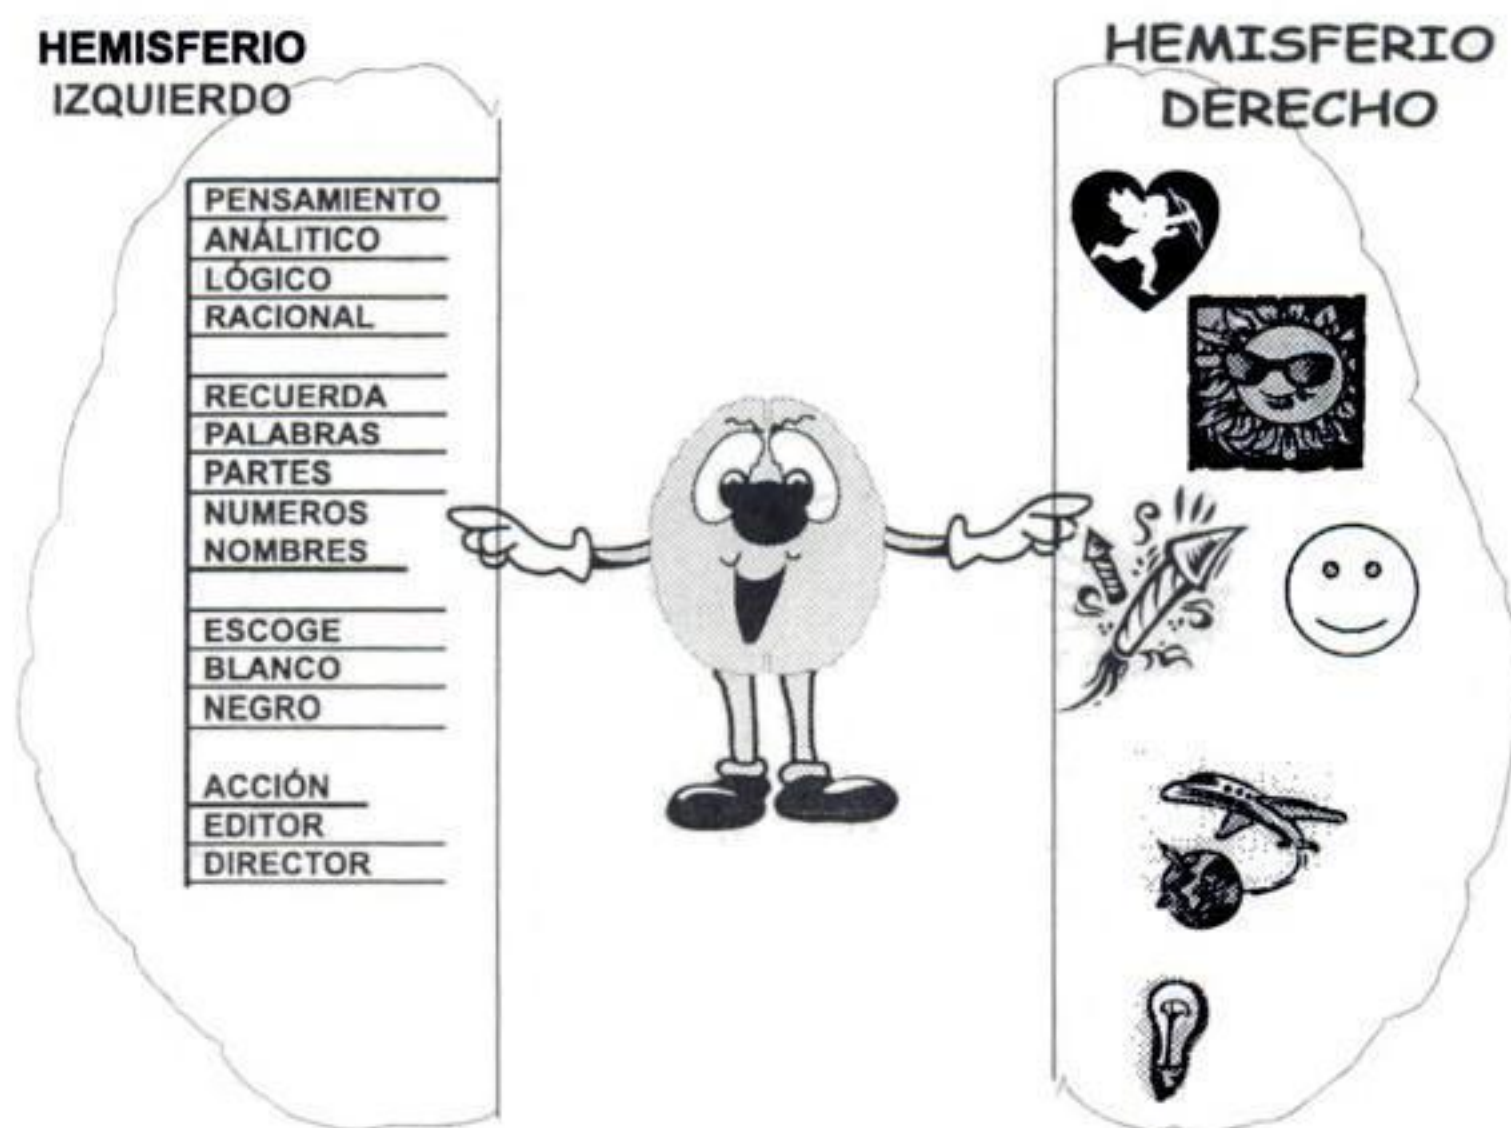 HEMISFERIO
IZQUIERDO
PENSAMIENTO
ANÁLITICO
LÓGICO
RACIONAL
RECUERDA
PALABRAS
PARTES
NUMEROS
NOMBRES
ESCOGE
BLANCO
NEGRO
ACCIÓN
EDITOR
DIRECTOR
HEMISFERIO
DERECHO